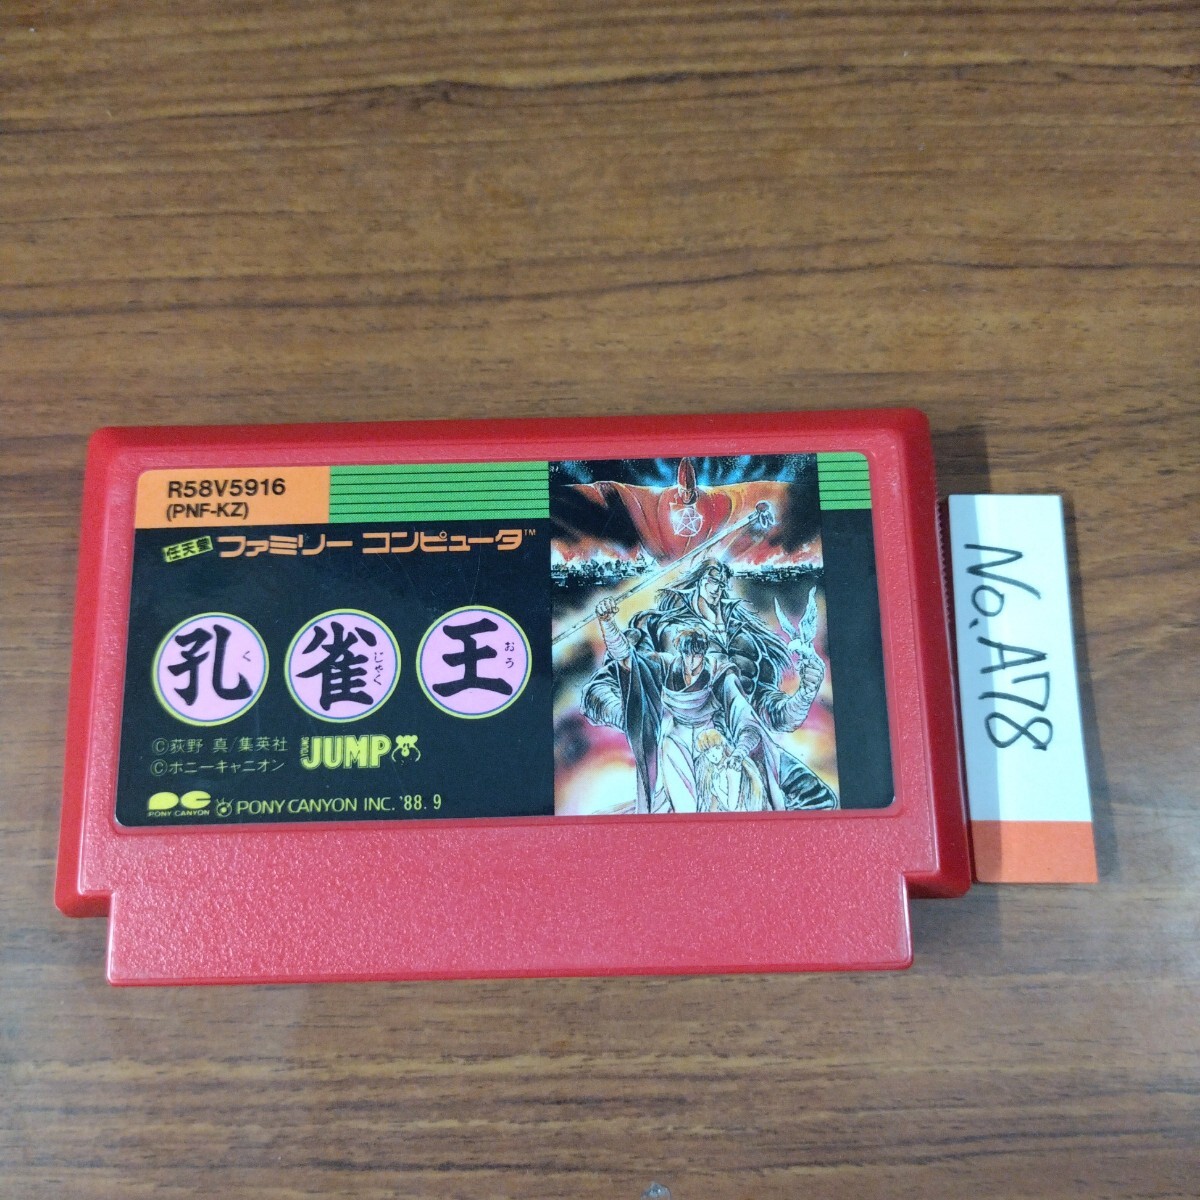 R58V5916
(PNF-KZ)
任天堂 ファミリー コンピュータ™
孔 雀 王
く じゃく おう
©荻野 真/集英社
©ポニーキャニオン
JUMP
PONY CANYON
PONY CANYON INC. '88. 9
No.A78